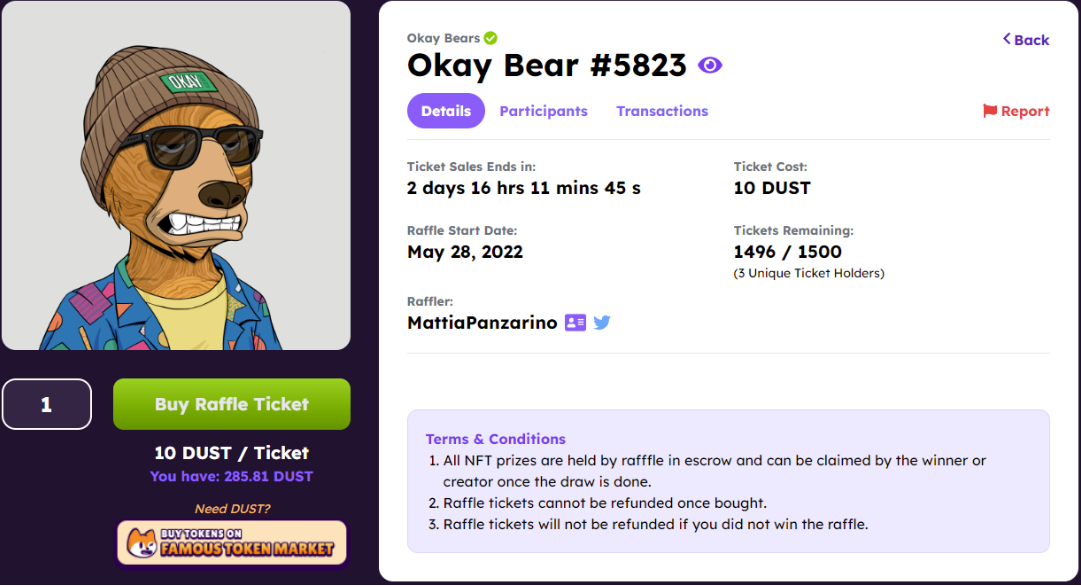 OKAY
1
Buy Raffle Ticket
10 DUST / Ticket
You have: 285.81 DUST
Need DUST?
BUY TOKENS ON
FAMOUS TOKEN MARKET
Okay Bears
Back
Okay Bear #5823
Details
Participants
Transactions
Report
Ticket Sales Ends in:
2 days 16 hrs 11 mins 45 s
Ticket Cost:
10 DUST
Raffle Start Date:
May 28, 2022
Tickets Remaining:
1496 / 1500
(3 Unique Ticket Holders)
Raffler:
MattiaPanzarino
Terms & Conditions
1. All NFT prizes are held by rafffle in escrow and can be claimed by the winner or
creator once the draw is done.
2. Raffle tickets cannot be refunded once bought.
3. Raffle tickets will not be refunded if you did not win the raffle.